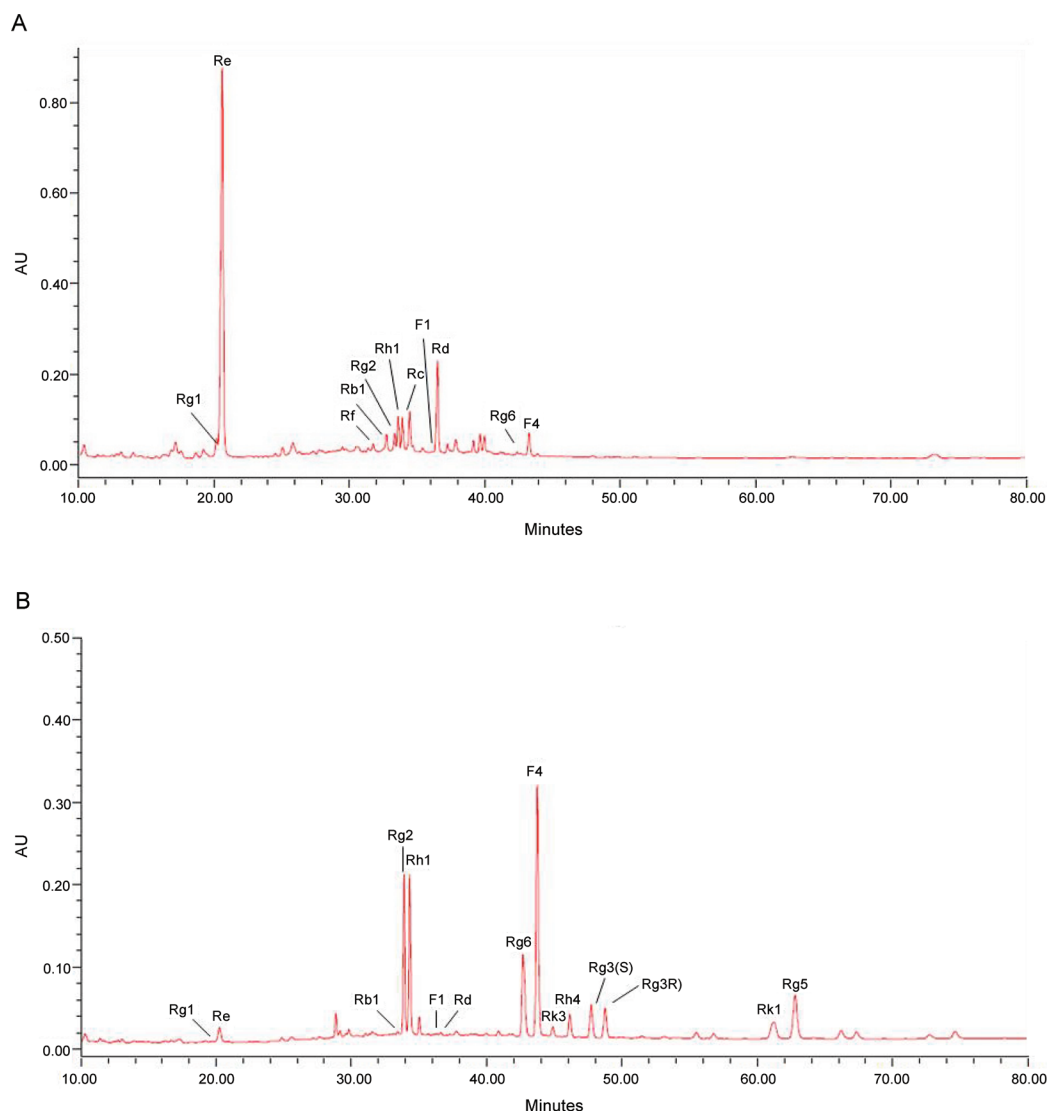 A
Re
0.80
0.60
AU
0.40
F1
Rh1 Rd
Rg2 Rc
0.20
Rb1
Rg1 Rf Rg6 F4
0.00
10.00 20.00 30.00 40.00 50.00 60.00 70.00 80.00
Minutes
B
0.50
0.40
F4
0.30
AU
Rg2
Rh1
0.20
Rg6
Rg3(S)
Rg3R)
0.10
Rg1 Re Rb1 F1 Rd Rk3 Rh4 Rk1 Rg5
0.00
10.00 20.00 30.00 40.00 50.00 60.00 70.00 80.00
Minutes